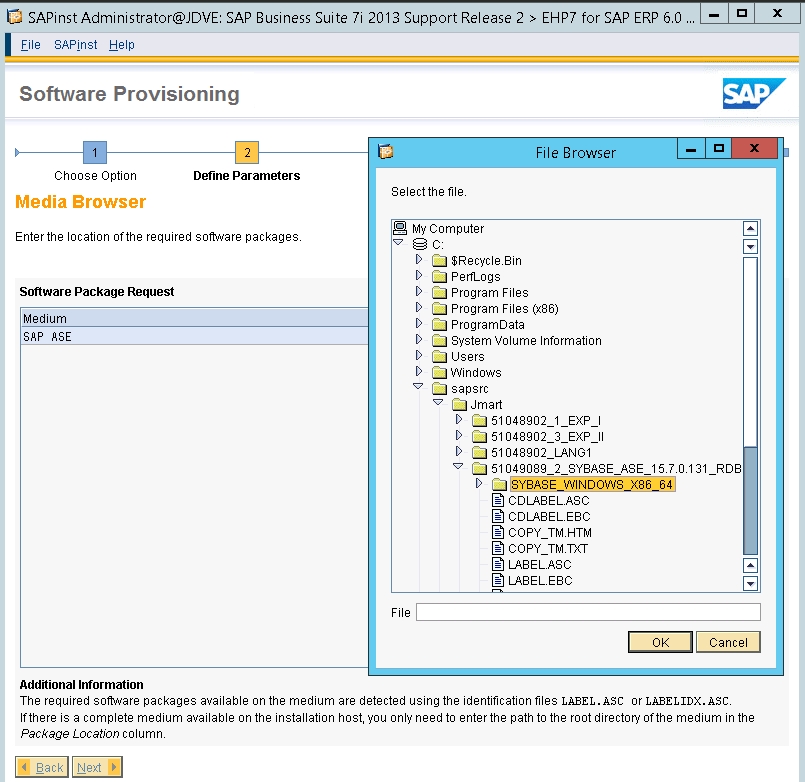 SAPinst Administrator@JDVE: SAP Business Suite 7i 2013 Support Release 2 > EHP7 for SAP ERP 6.0 ...
File SAPinst Help
Software Provisioning
SAP
1
2
Choose Option
Define Parameters
Media Browser
Enter the location of the required software packages.
Software Package Request
Medium
SAP ASE
File Browser
Select the file.
My Computer
C:
$Recycle.Bin
PerfLogs
Program Files
Program Files (x86)
ProgramData
System Volume Information
Users
Windows
sapsrc
Jmart
51048902_1_EXP_I
51048902_3_EXP_II
51048902_LANG1
51049089_2_SYBASE_ASE_15.7.0.131_RDB
SYBASE_WINDOWS_X86_64
CDLABEL.ASC
CDLABEL.EBC
COPY_TM.HTM
COPY_TM.TXT
LABEL.ASC
LABEL.EBC
File
OK Cancel
Additional Information
The required software packages available on the medium are detected using the identification files LABEL.ASC or LABELIDX.ASC.
If there is a complete medium available on the installation host, you only need to enter the path to the root directory of the medium in the
Package Location column.
Back Next